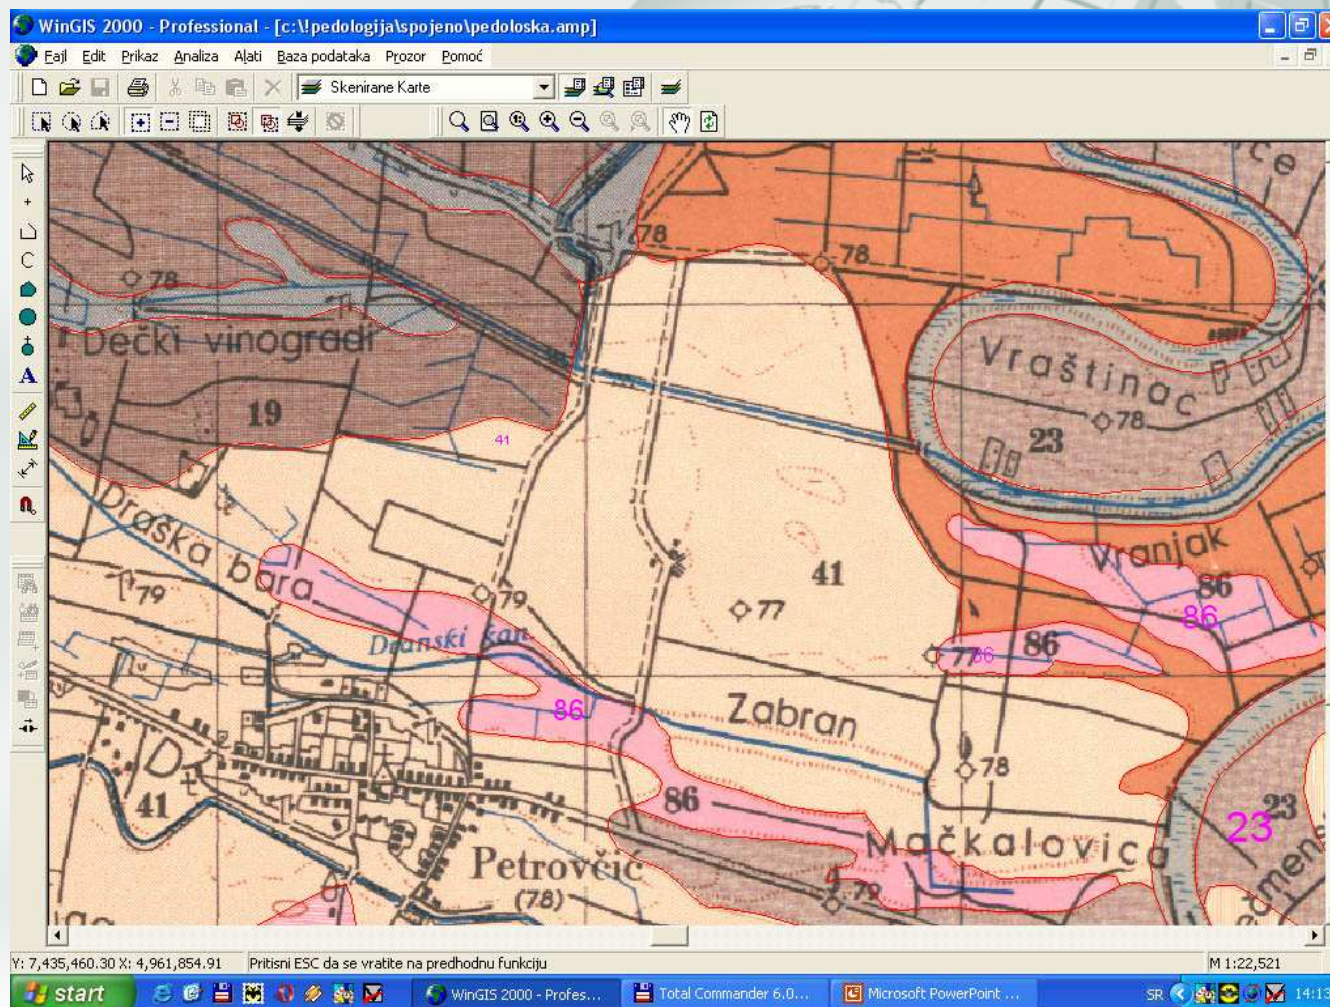 WinGIS 2000 - Professional - [c:\!pedologija\spojeno\pedoloska.amp]
Fajl Edit Prikaz Analiza Alati Baza podataka Prozor Pomoć
Skenirane Karte
A
78
78
78
Dečki vinogradi
Vraštinac
78
19
23
41
Draška bara
Vranjak
79
79
41
77
86
86
Dranski kan.
77
86
86
86
Zabran
78
D
41
86
23
23
Mačkalovica
Petrovčić
(78)
79
Y: 7,435,460.30 X: 4,961,854.91 Pritisni ESC da se vratite na predhodnu funkciju M 1:22,521
start WinGIS 2000 - Profes... Total Commander 6.0... Microsoft PowerPoint ... SR 14:13